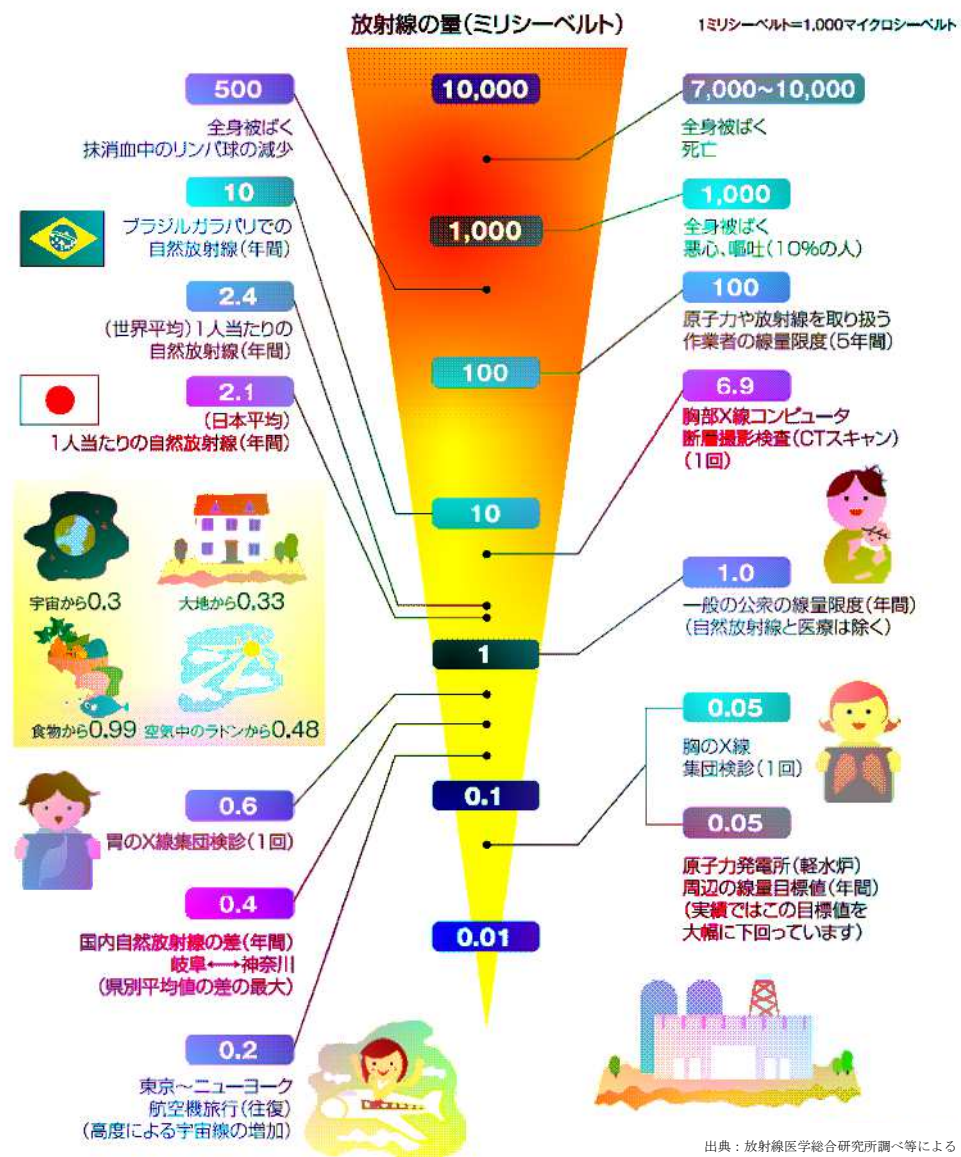 放射線の量(ミリシーベルト)
1ミリシーベルト=1,000マイクロシーベルト
10,000
1,000
100
10
1
0.1
0.01
500
全身被ばく
抹消血中のリンパ球の減少
10
ブラジルガラパリでの
自然放射線(年間)
2.4
(世界平均)1人当たりの
自然放射線(年間)
2.1
(日本平均)
1人当たりの自然放射線(年間)
宇宙から0.3
大地から0.33
食物から0.99
空気中のラドンから0.48
0.6
胃のX線集団検診(1回)
0.4
国内自然放射線の差(年間)
岐阜⟷神奈川
(県別平均値の差の最大)
0.2
東京~ニューヨーク
航空機旅行(往復)
(高度による宇宙線の増加)
7,000~10,000
全身被ばく
死亡
1,000
全身被ばく
悪心、嘔吐(10%の人)
100
原子力や放射線を取り扱う
作業者の線量限度(5年間)
6.9
胸部X線コンピュータ
断層撮影検査(CTスキャン)
(1回)
1.0
一般の公衆の線量限度(年間)
(自然放射線と医療は除く)
0.05
胸のX線
集団検診(1回)
0.05
原子力発電所(軽水炉)
周辺の線量目標値(年間)
(実績ではこの目標値を
大幅に下回っています)
出典：放射線医学総合研究所調べ等による